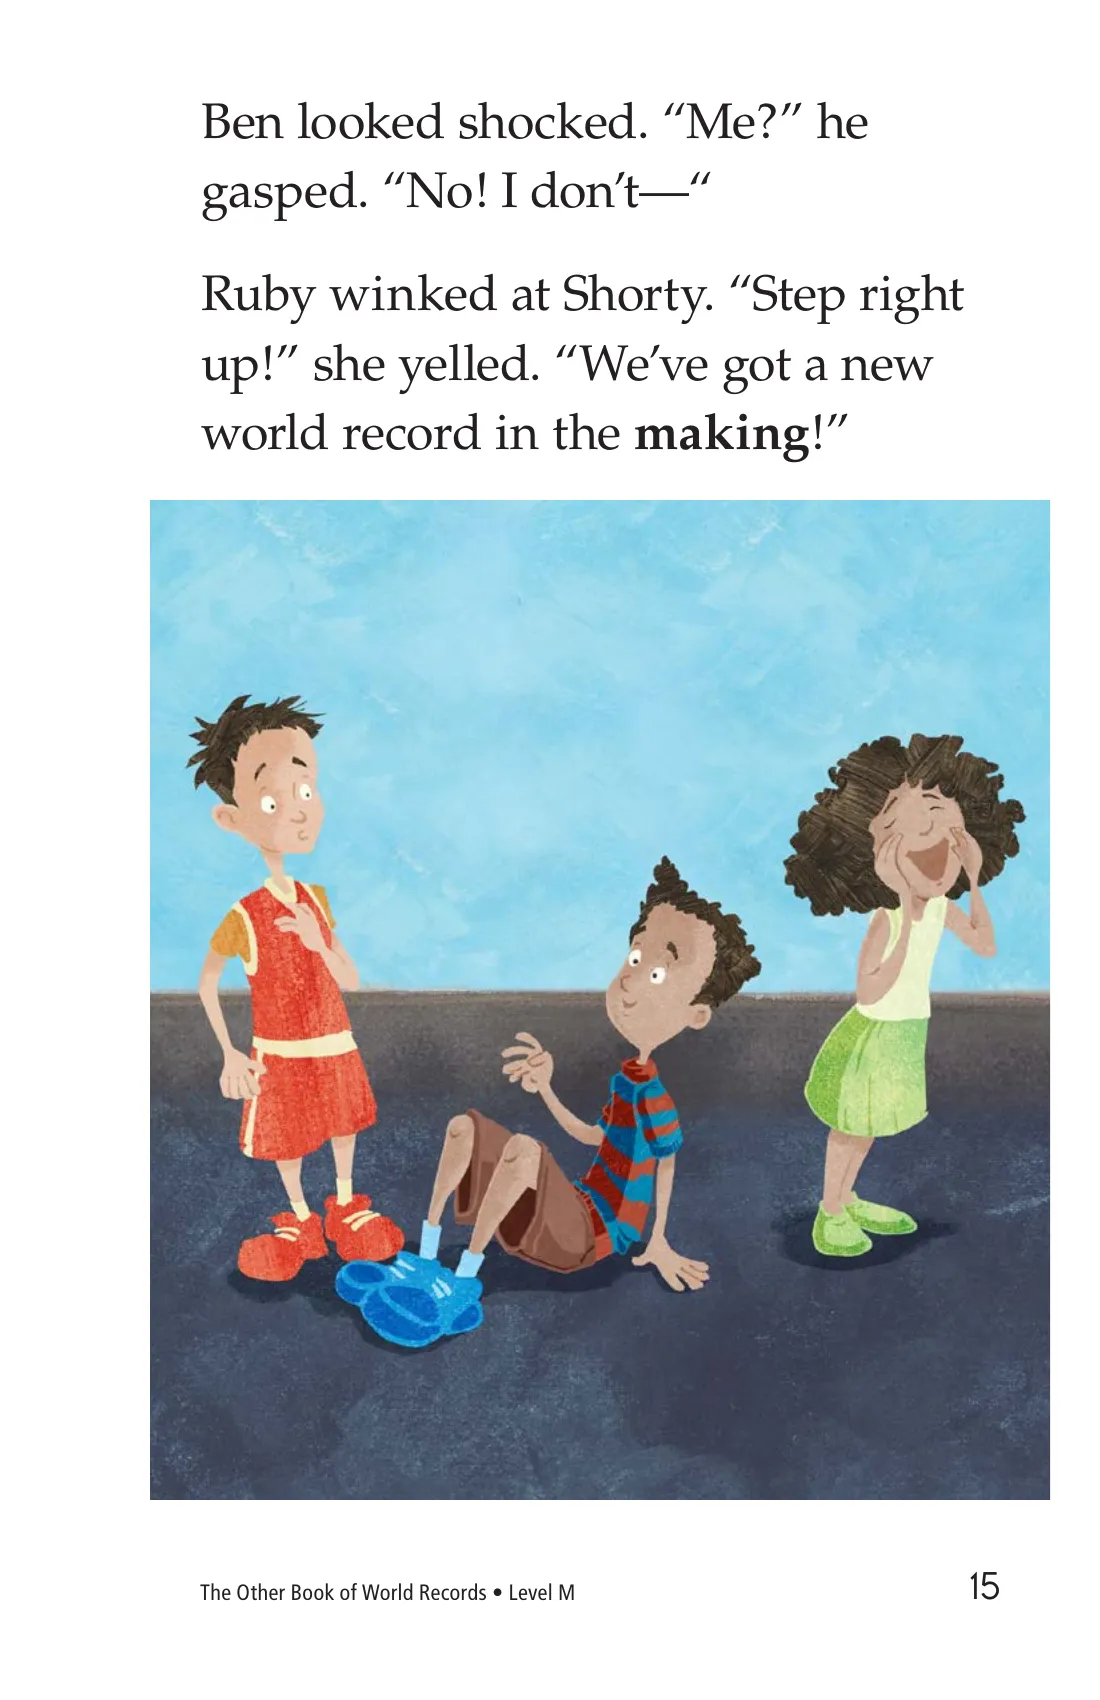 Ben looked shocked. “Me?” he
gasped. “No! I don’t—“
Ruby winked at Shorty. “Step right
up!” she yelled. “We’ve got a new
world record in the making!”
The Other Book of World Records • Level M
15